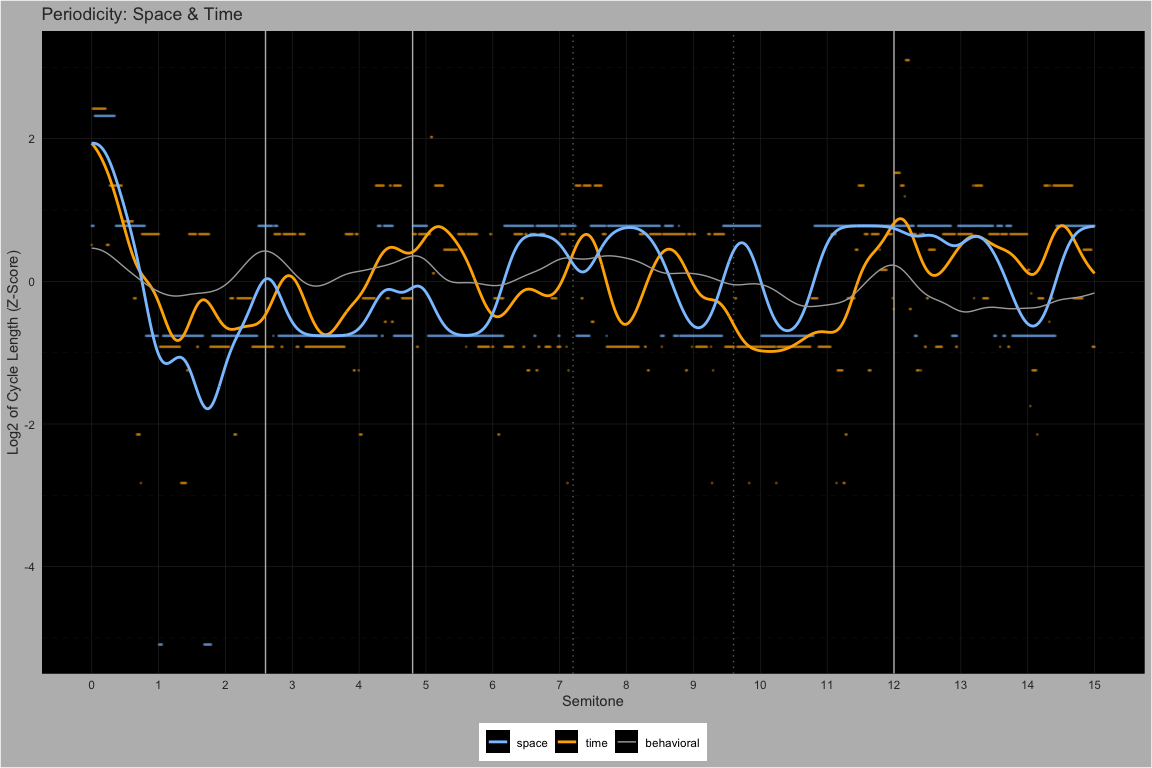 Periodicity: Space & Time
Log2 of Cycle Length (Z-Score)
2
0
-2
-4
0 1 2 3 4 5 6 7 8 9 10 11 12 13 14 15
Semitone
space time behavioral